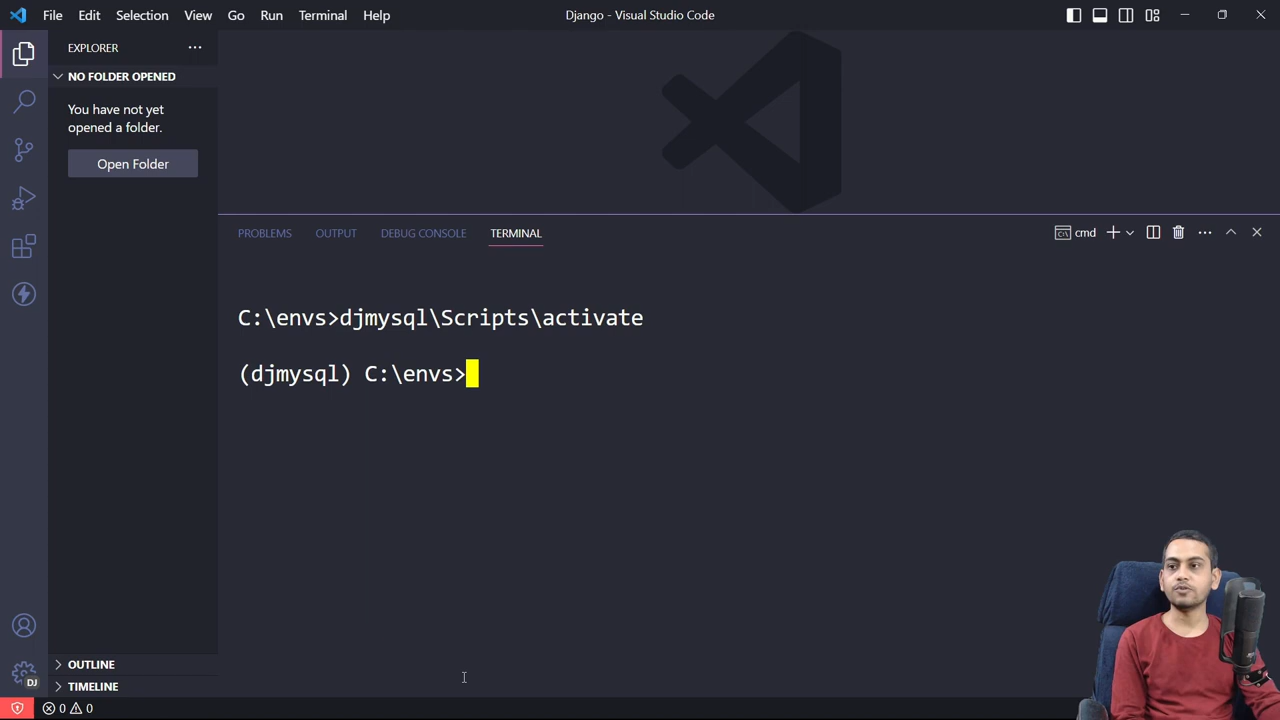 File Edit Selection View Go Run Terminal Help
Django - Visual Studio Code
EXPLORER
NO FOLDER OPENED
You have not yet
opened a folder.
Open Folder
PROBLEMS OUTPUT DEBUG CONSOLE TERMINAL
cmd
C:\envs>djmysql\Scripts\activate
(djmysql) C:\envs>
OUTLINE
DJ
TIMELINE
0 0